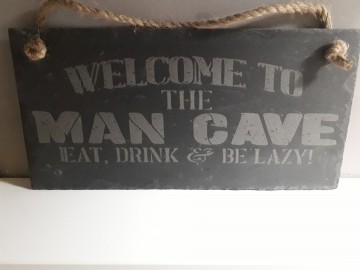 WELCOME TO
THE
MAN CAVE
EAT, DRINK & BE LAZY!